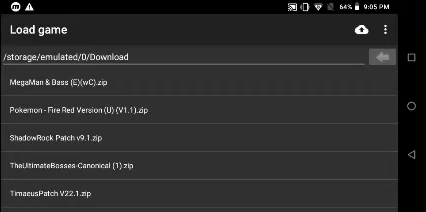 64% 9:05 PM
Load game
/storage/emulated/0/Download
MegaMan & Bass (E)(wC).zip
Pokemon - Fire Red Version (U) (V1.1).zip
ShadowRock Patch v9.1.zip
TheUltimateBosses-Canonical (1).zip
TimaeusPatch V22.1.zip